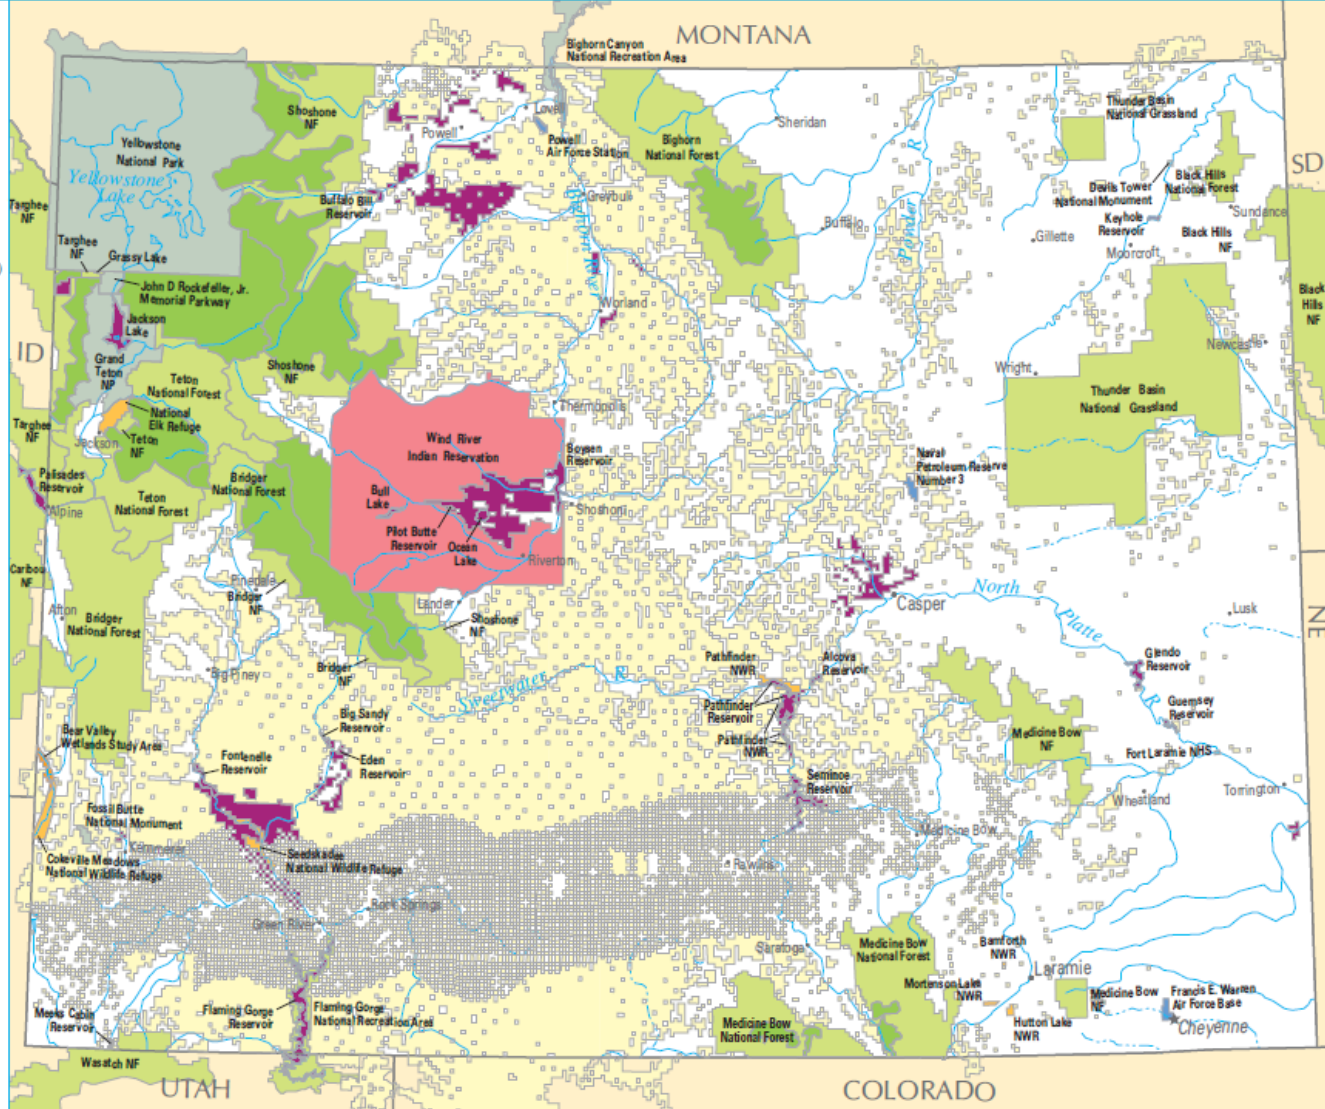 MONTANA
Bighorn Canyon
National Recreation Area
Shoshone
NF
Lovell
Powell
Powell
Air Force Station
Bighorn
National Forest
Sheridan
Thunder Basin
National Grassland
SD
Yellowstone
National Park
Yellowstone
Lake
Targhee
NF
Buffalo Bill
Reservoir
Greybull
Bighorn River
Buffalo
Powder R
Devils Tower
National Monument
Black Hills
National Forest
Keyhole
Reservoir
Sundance
Gillette
Moorcroft
Black Hills
NF
Targhee
NF
Grassy Lake
John D Rockefeller, Jr.
Memorial Parkway
Jackson
Lake
Worland
Black
Hills
NF
ID
Grand
Teton
NP
Shoshone
NF
Newcastle
Wright
Teton
National Forest
National
Elk Refuge
Thermopolis
Thunder Basin
National Grassland
Targhee
NF
Jackson
Teton
NF
Wind River
Indian Reservation
Boysen
Reservoir
Naval
Petroleum Reserve
Number 3
Palisades
Reservoir
Alpine
Teton
National Forest
Bridger
National Forest
Bull
Lake
Shoshoni
Pilot Butte
Reservoir
Ocean
Lake
Riverton
Caribou
NF
Pinedale
Bridger
NF
Lander
Shoshone
NF
Casper
North
Platte
R
Lusk
NE
Afton
Bridger
National Forest
Big Piney
Bridger
NF
Sweetwater
R
Pathfinder
NWR
Alcova
Reservoir
Glendo
Reservoir
Pathfinder
Reservoir
Pathfinder
NWR
Guernsey
Reservoir
Big Sandy
Reservoir
Bear Valley
Wetlands Study Area
Fontenelle
Reservoir
Eden
Reservoir
Medicine Bow
NF
Fort Laramie NHS
Seminoe
Reservoir
Wheatland
Torrington
Fossil Butte
National Monument
Kemmerer
Medicine Bow
Cokeville Meadows
National Wildlife Refuge
Seedskadee
National Wildlife Refuge
Rawlins
Rock Springs
Green River
Saratoga
Medicine Bow
National Forest
Bamforth
NWR
Laramie
Mortenson Lake
NWR
Medicine Bow
NF
Francis E. Warren
Air Force Base
Cheyenne
Hutton Lake
NWR
Meeks Cabin
Reservoir
Flaming Gorge
Reservoir
Flaming Gorge
National Recreation Area
Medicine Bow
National Forest
Wasatch NF
UTAH
COLORADO